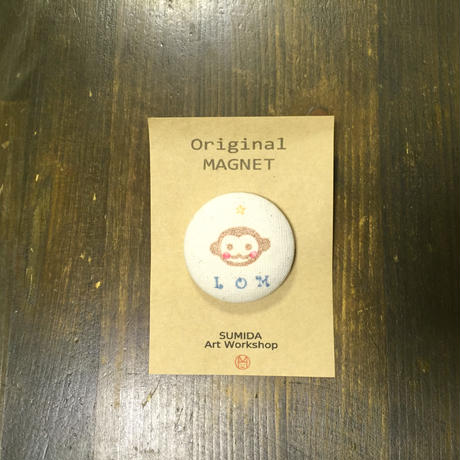 Original
MAGNET
LOM
SUMIDA
Art Workshop